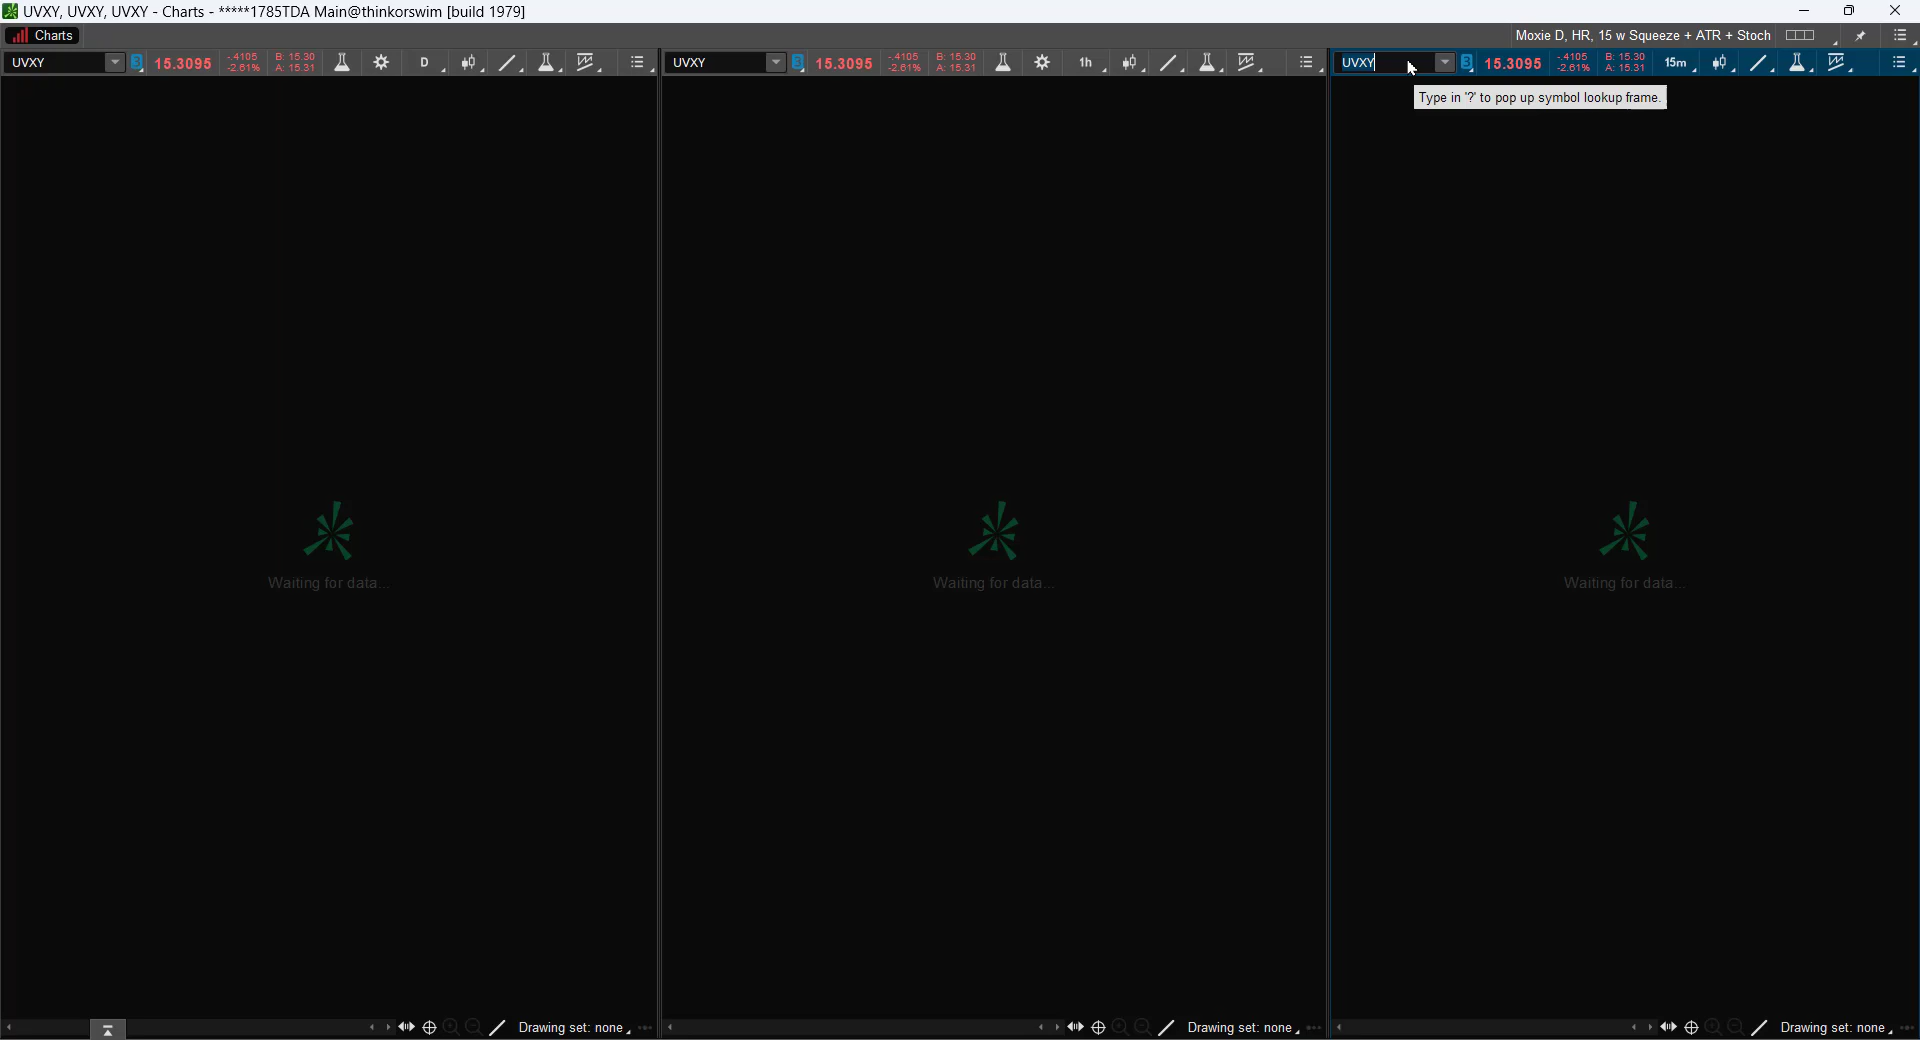 UVXY, UVXY, UVXY - Charts - *****1785TDA Main@thinkorswim [build 1979]
Charts
Moxie D, HR, 15 w Squeeze + ATR + Stoch
UVXY 3 15.3095 -.4105 -2.61% B: 15.30 A: 15.31 D
UVXY 3 15.3095 -.4105 -2.61% B: 15.30 A: 15.31 1h
UVXY 3 15.3095 -.4105 -2.61% B: 15.30 A: 15.31 15m
Type in '?' to pop up symbol lookup frame.
Waiting for data...
Waiting for data...
Waiting for data...
Drawing set: none
Drawing set: none
Drawing set: none